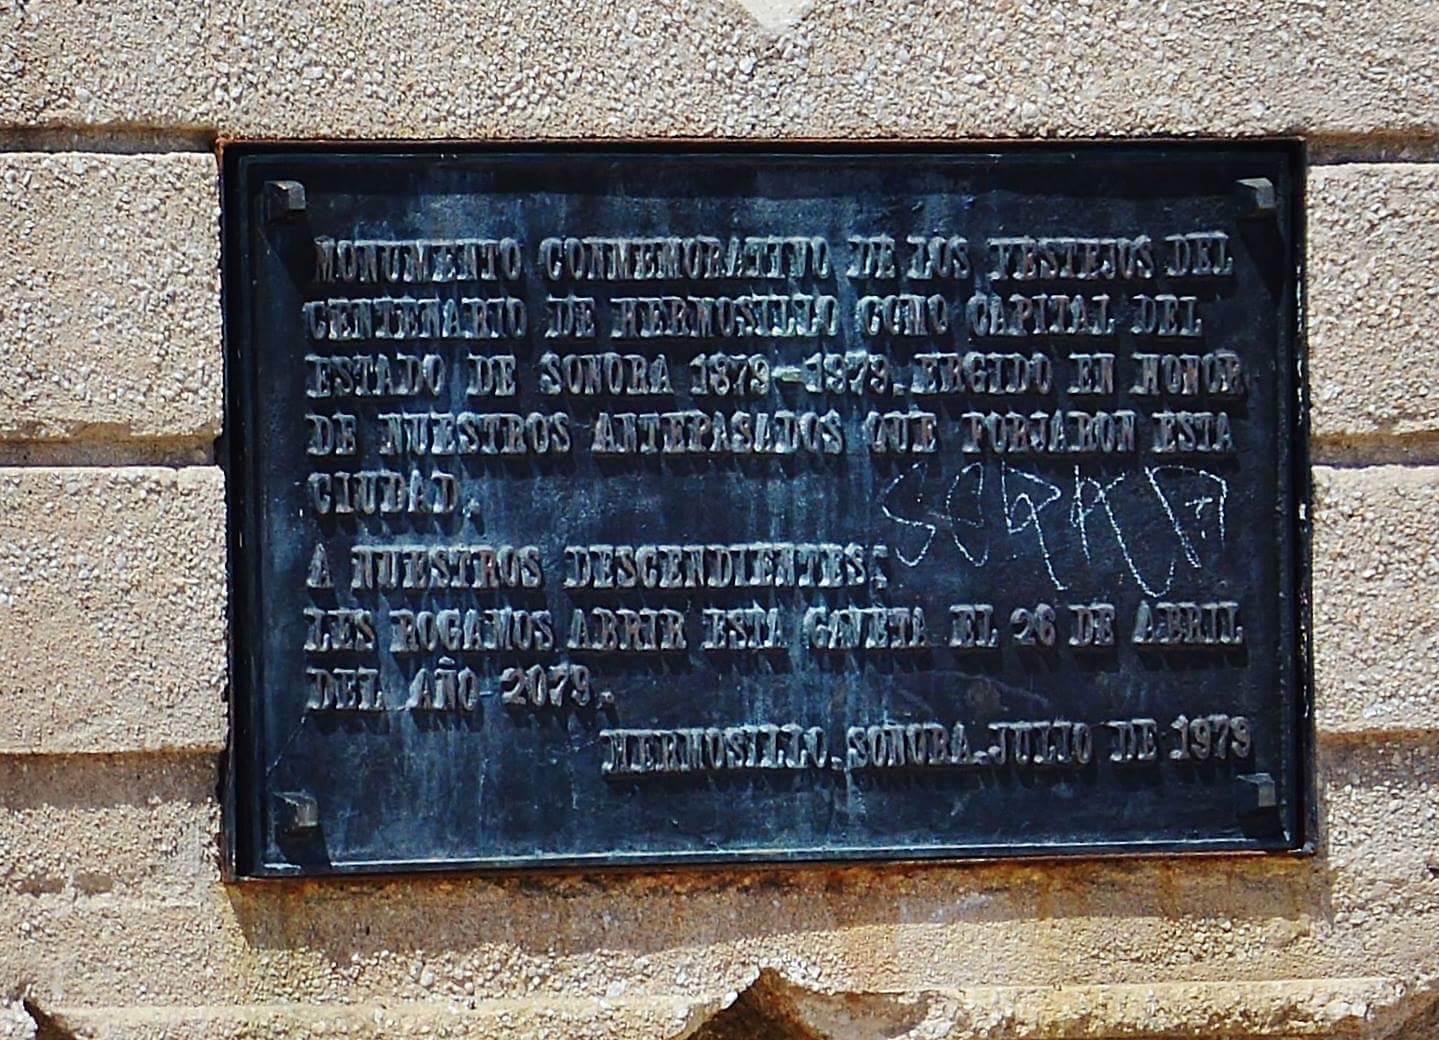 MONUMENTO CONMEMORATIVO DE LOS FESTEJOS DEL
CENTENARIO DE HERMOSILLO COMO CAPITAL DEL
ESTADO DE SONORA 1879-1979. ERGIDO EN HONOR
DE NUESTROS ANTEPASADOS QUE FORJARON ESTA
CIUDAD.
A NUESTROS DESCENDIENTES:
LES ROGAMOS ABRIR ESTA GAVETA EL 26 DE ABRIL
DEL AÑO 2079.
HERMOSILLO, SONORA. JULIO DE 1979